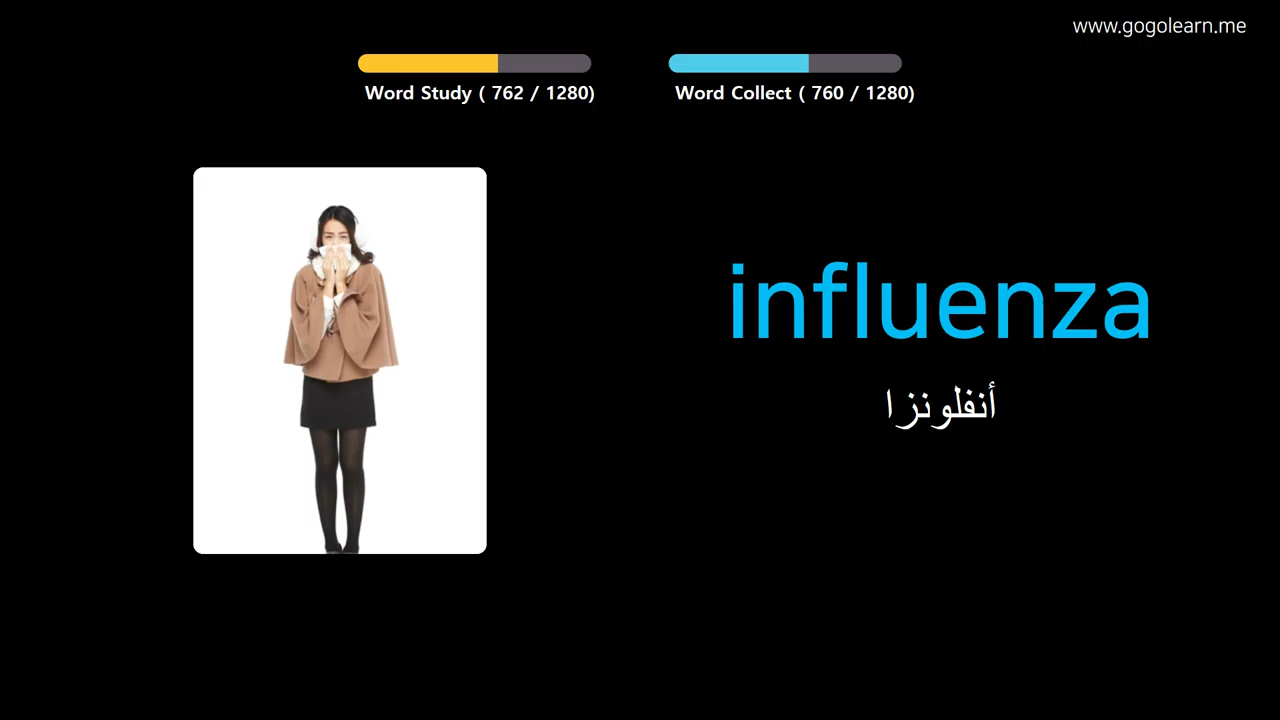 www.gogolearn.me
Word Study ( 762 / 1280)
Word Collect ( 760 / 1280)
influenza
أنفلونزا